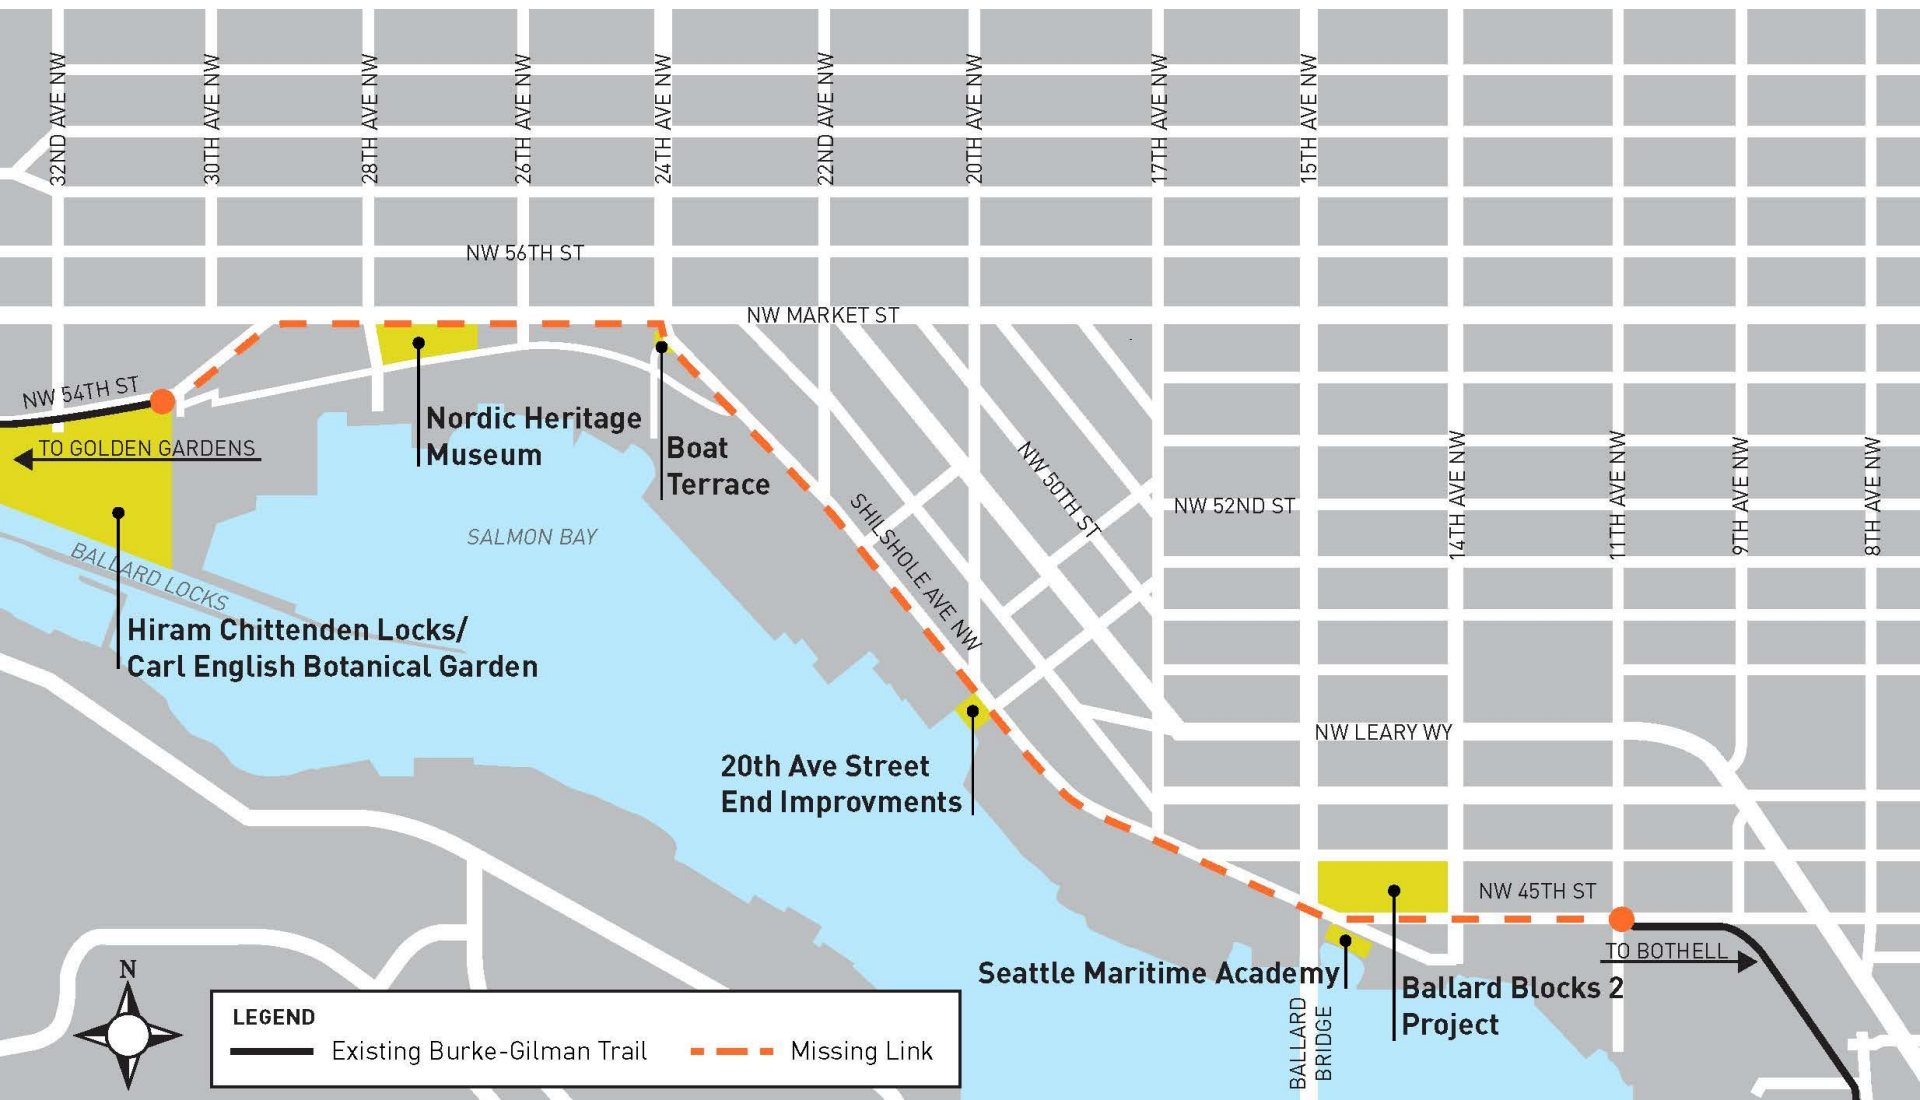 32ND AVE NW
30TH AVE NW
28TH AVE NW
26TH AVE NW
24TH AVE NW
22ND AVE NW
20TH AVE NW
17TH AVE NW
15TH AVE NW
NW 56TH ST
NW MARKET ST
NW 54TH ST
TO GOLDEN GARDENS
Nordic Heritage
Museum
Boat
Terrace
NW 50TH ST
NW 52ND ST
14TH AVE NW
11TH AVE NW
9TH AVE NW
8TH AVE NW
SHILSHOLE AVE NW
SALMON BAY
BALLARD LOCKS
Hiram Chittenden Locks/
Carl English Botanical Garden
NW LEARY WY
20th Ave Street
End Improvments
NW 45TH ST
TO BOTHELL
Seattle Maritime Academy
Ballard Blocks 2
Project
BALLARD
BRIDGE
N
LEGEND
Existing Burke-Gilman Trail
Missing Link